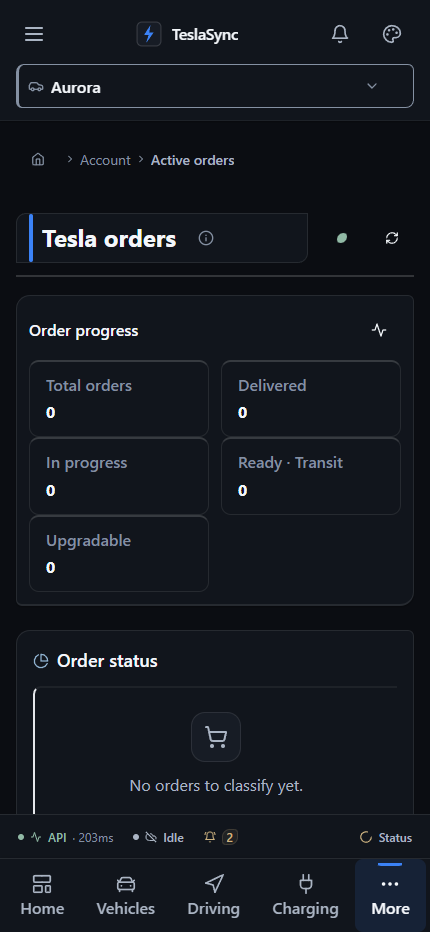 TeslaSync
Aurora
Account
Active orders
Tesla orders
Order progress
Total orders
0
Delivered
0
In progress
0
Ready · Transit
0
Upgradable
0
Order status
No orders to classify yet.
API · 203ms
Idle
2
Status
Home
Vehicles
Driving
Charging
More